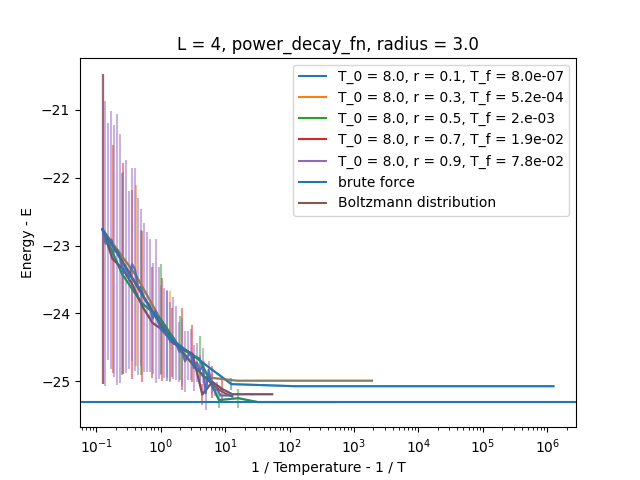 L = 4, power_decay_fn, radius = 3.0
T_0 = 8.0, r = 0.1, T_f = 8.0e-07
T_0 = 8.0, r = 0.3, T_f = 5.2e-04
T_0 = 8.0, r = 0.5, T_f = 2.e-03
T_0 = 8.0, r = 0.7, T_f = 1.9e-02
T_0 = 8.0, r = 0.9, T_f = 7.8e-02
brute force
Boltzmann distribution
Energy - E
−21
−22
−23
−24
−25
10⁻¹ 10⁰ 10¹ 10² 10³ 10⁴ 10⁵ 10⁶
1 / Temperature - 1 / T